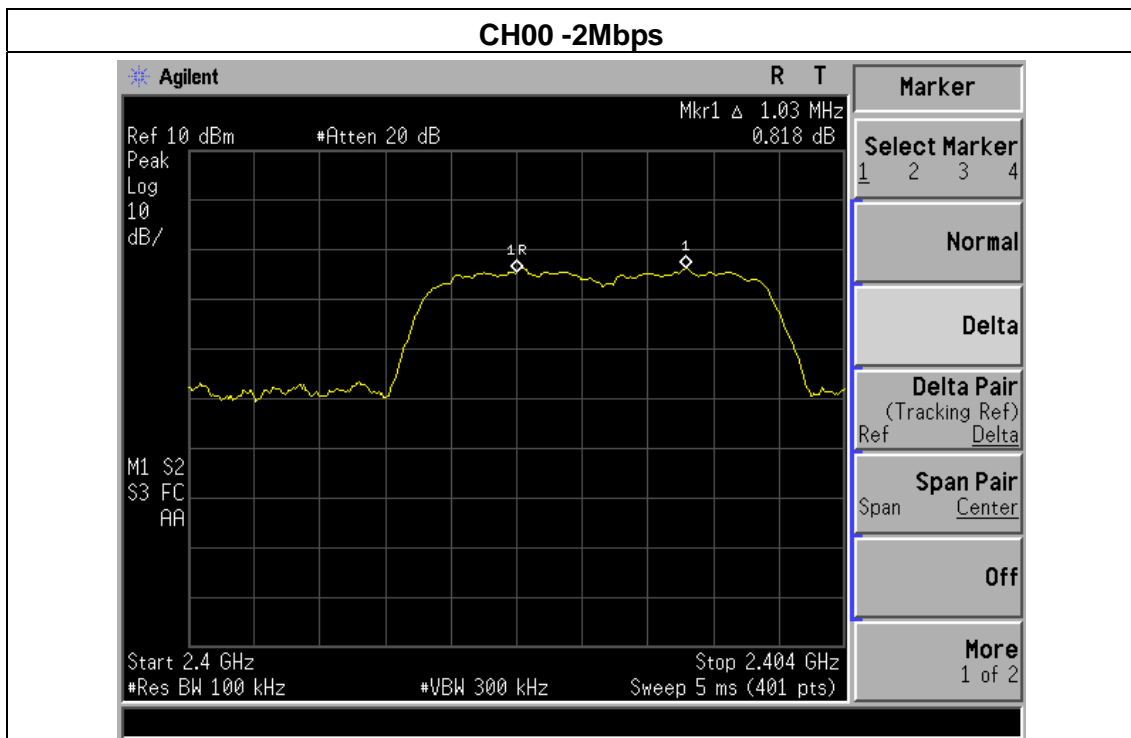 CH00 -2Mbps
Agilent R T
Mkr1 Δ 1.03 MHz
Ref 10 dBm #Atten 20 dB 0.818 dB
Peak
Log
10
dB/
1R 1
M1 S2
S3 FC
AA
Start 2.4 GHz Stop 2.404 GHz
#Res BW 100 kHz #VBW 300 kHz Sweep 5 ms (401 pts)
Marker
Select Marker
1 2 3 4
Normal
Delta
Delta Pair
(Tracking Ref)
Ref Delta
Span Pair
Span Center
Off
More
1 of 2